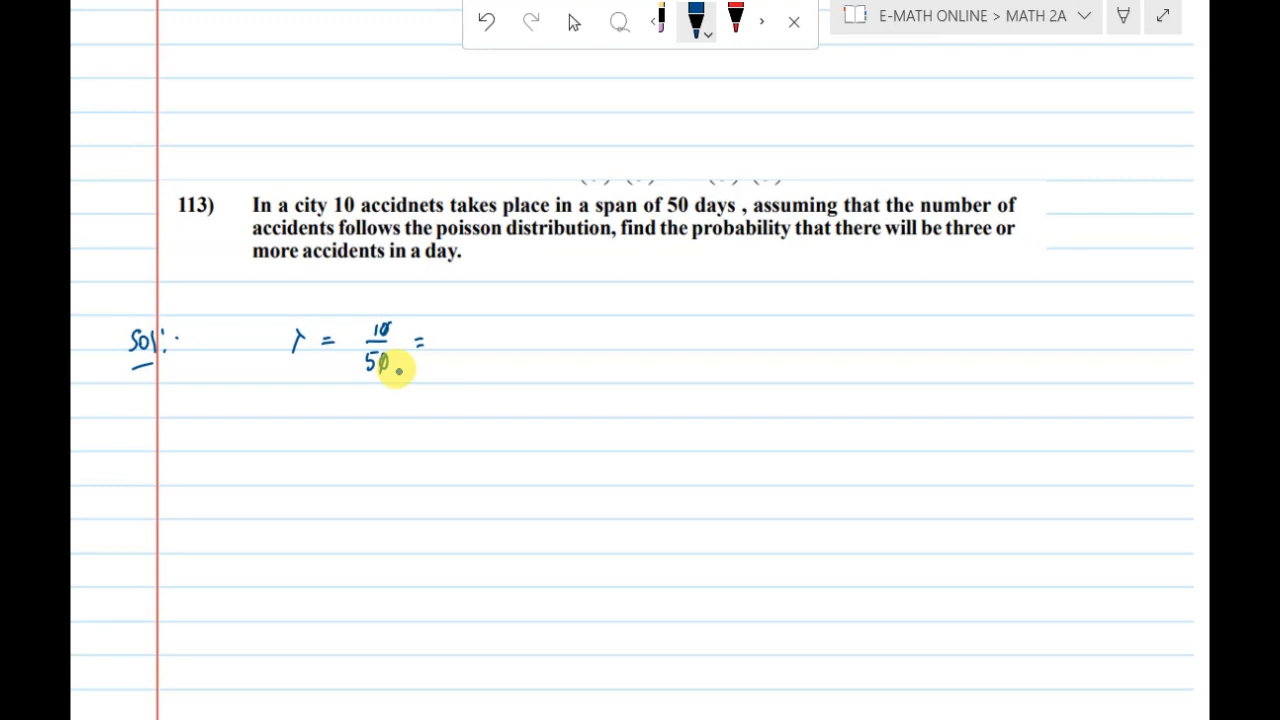 E-MATH ONLINE > MATH 2A
113) In a city 10 accidnets takes place in a span of 50 days , assuming that the number of
accidents follows the poisson distribution, find the probability that there will be three or
more accidents in a day.
Sol:. λ = 10/50 =